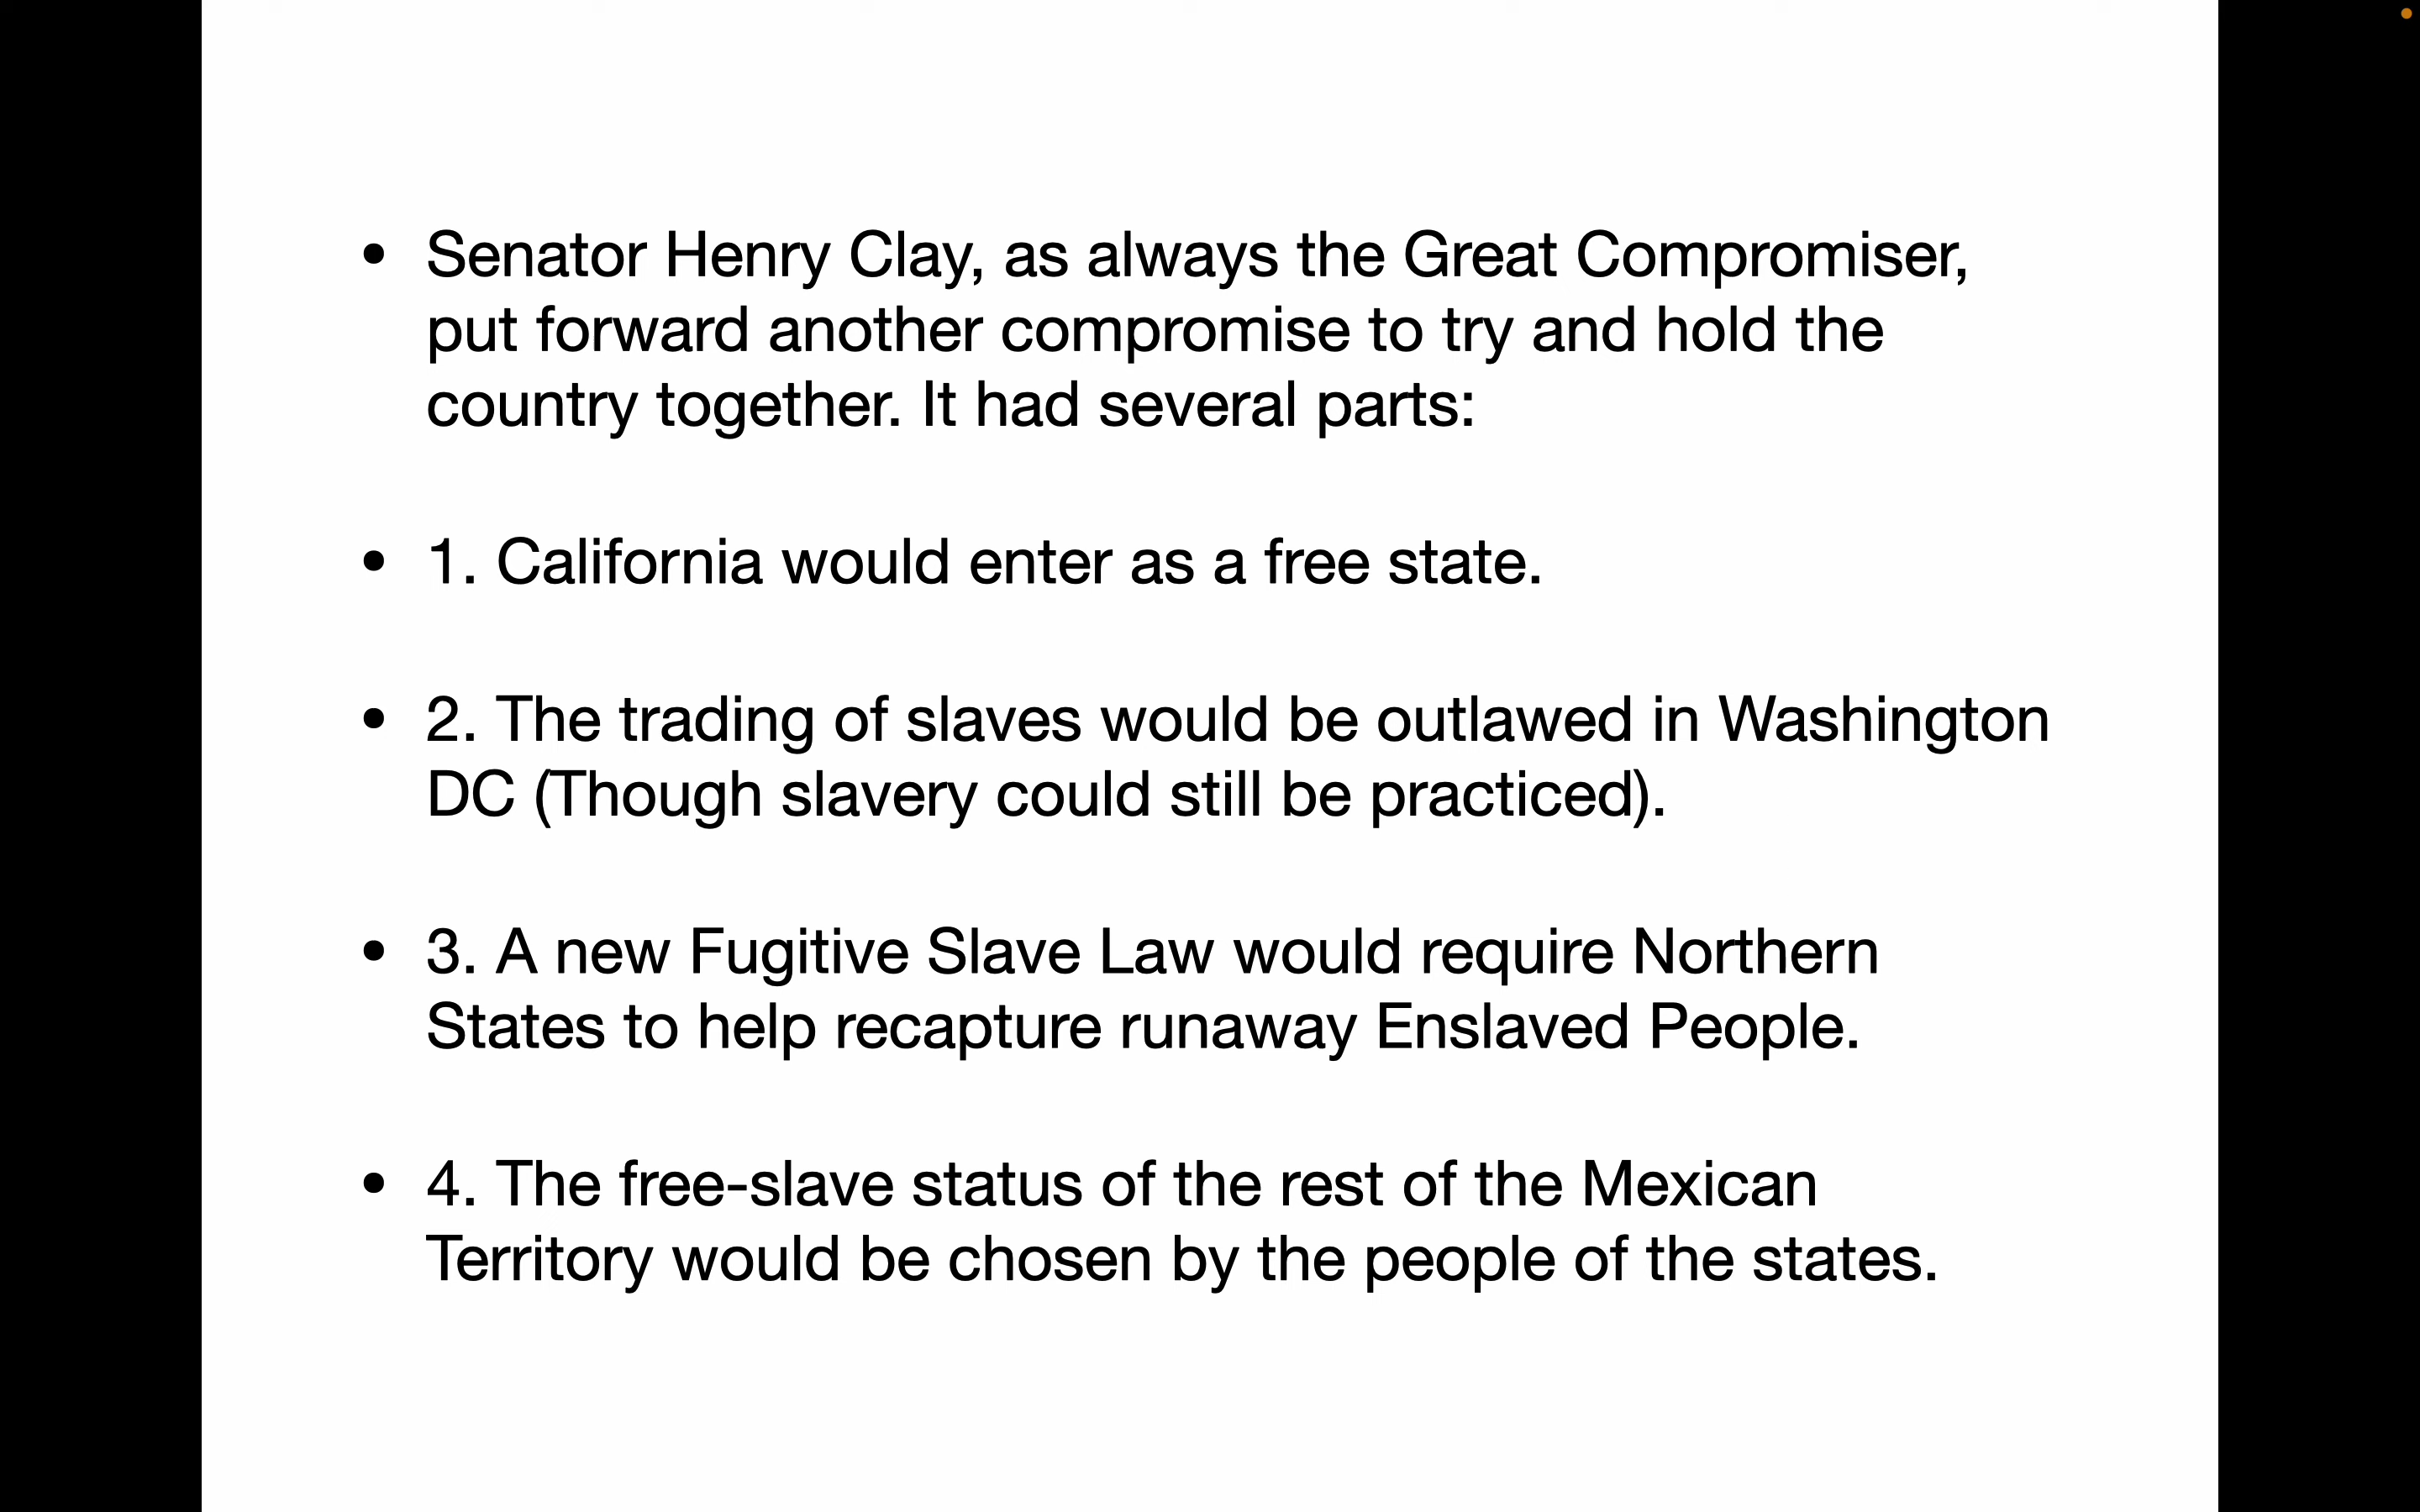 • Senator Henry Clay, as always the Great Compromiser,
put forward another compromise to try and hold the
country together. It had several parts:
• 1. California would enter as a free state.
• 2. The trading of slaves would be outlawed in Washington
DC (Though slavery could still be practiced).
• 3. A new Fugitive Slave Law would require Northern
States to help recapture runaway Enslaved People.
• 4. The free-slave status of the rest of the Mexican
Territory would be chosen by the people of the states.